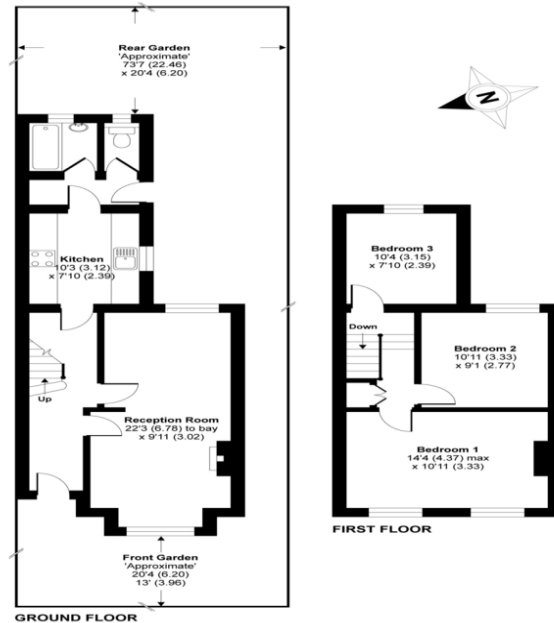 Rear Garden
'Approximate'
73'7 (22.46)
x 20'4 (6.20)
N
Kitchen
10'3 (3.12)
x 7'10 (2.39)
Up
Reception Room
22'3 (6.78) to bay
x 9'11 (3.02)
Front Garden
'Approximate'
20'4 (6.20)
13' (3.96)
GROUND FLOOR
Bedroom 3
10'4 (3.15)
x 7'10 (2.39)
Down
Bedroom 2
10'11 (3.33)
x 9'1 (2.77)
Bedroom 1
14'4 (4.37) max
x 10'11 (3.33)
FIRST FLOOR